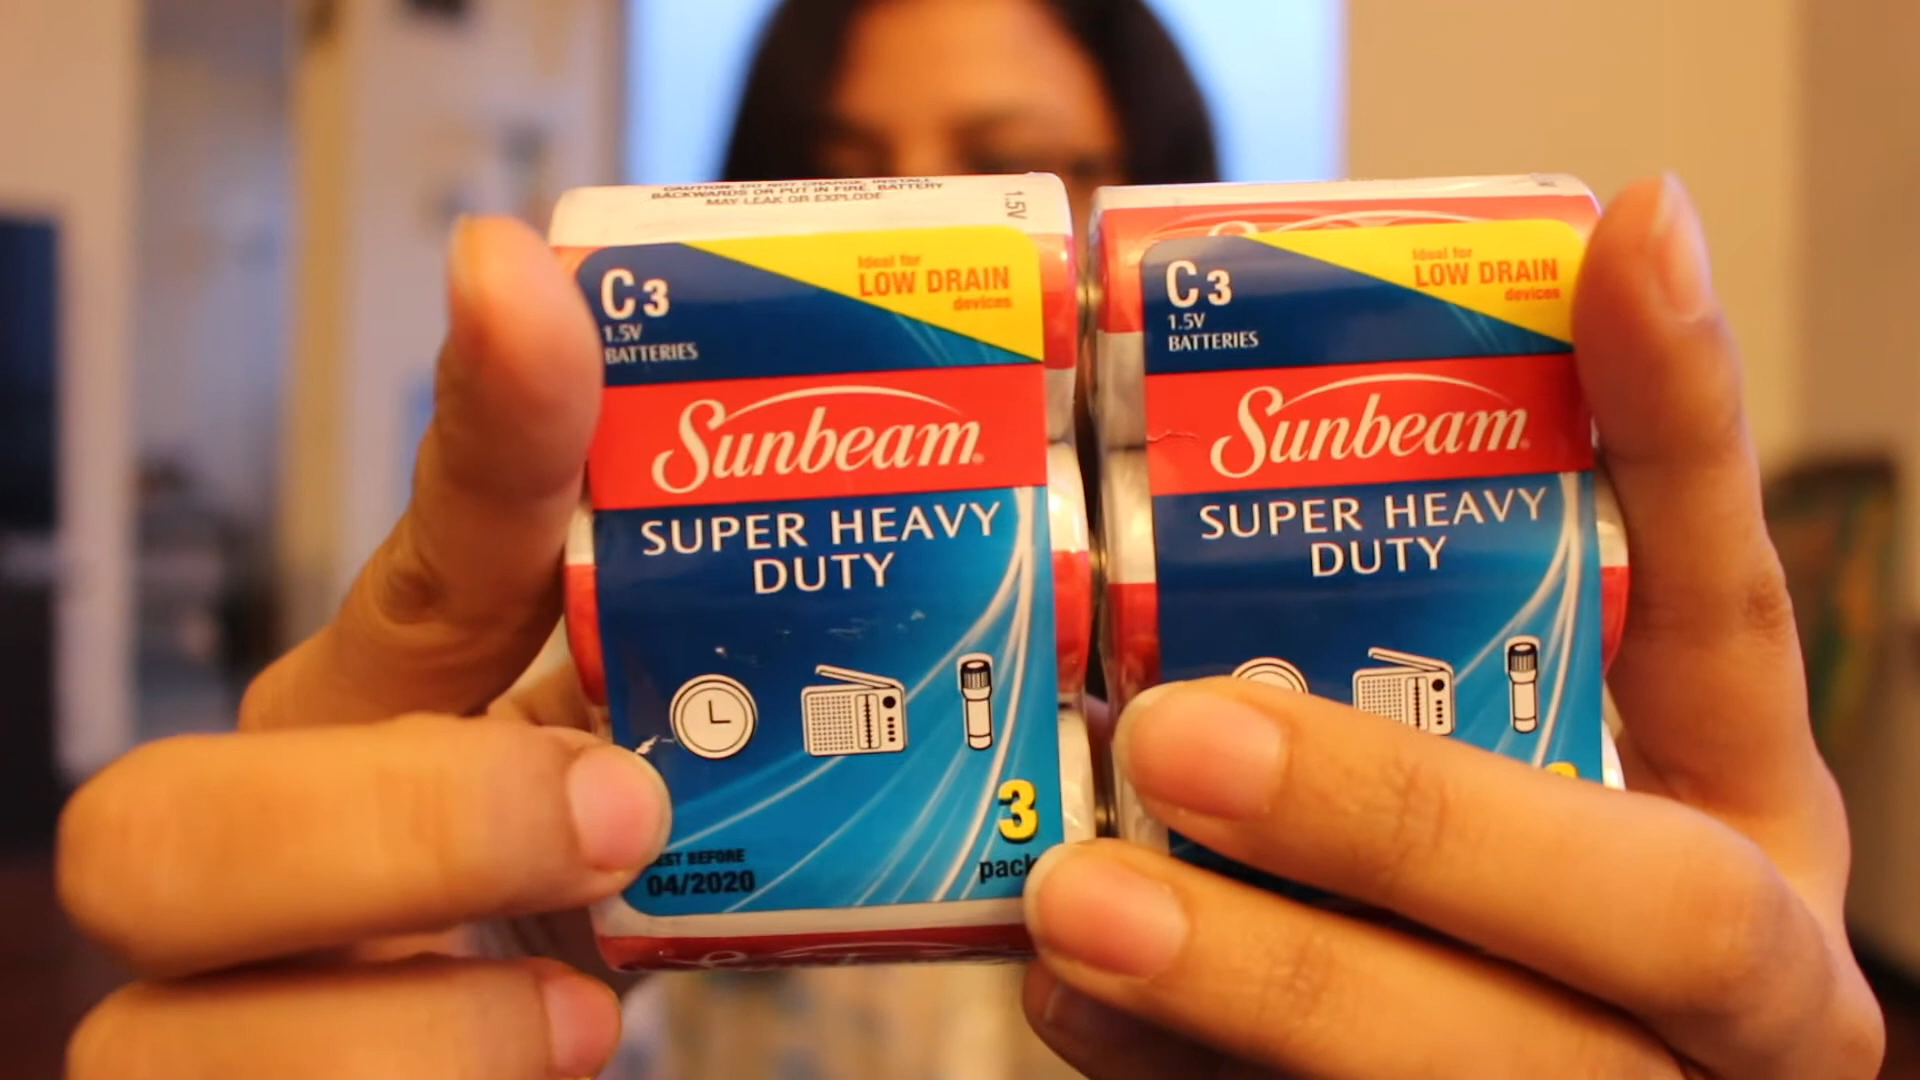 CAUTION: DO NOT CHARGE, INSTALL
BACKWARDS OR PUT IN FIRE. BATTERY
MAY LEAK OR EXPLODE
1.5V
C3
1.5V
BATTERIES
Ideal for
LOW DRAIN
devices
Sunbeam
SUPER HEAVY
DUTY
EST BEFORE
04/2020
3
pack
C3
1.5V
BATTERIES
Ideal for
LOW DRAIN
devices
Sunbeam
SUPER HEAVY
DUTY